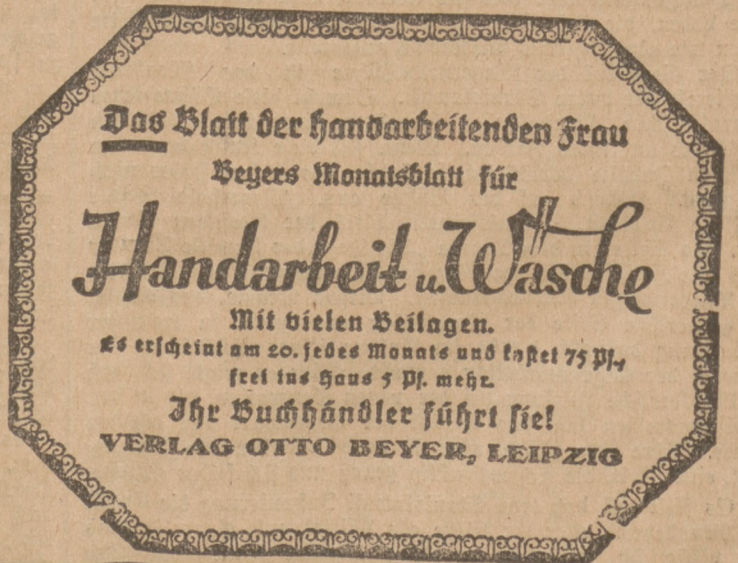 Das Blatt der handarbeitenden Frau
Beyers Monatsblatt für
Handarbeit u. Wäsche
Mit vielen Beilagen.
Es erscheint am 20. jedes Monats und kostet 75 Pf.,
frei ins Haus 5 Pf. mehr.
Ihr Buchhändler führt sie!
VERLAG OTTO BEYER, LEIPZIG